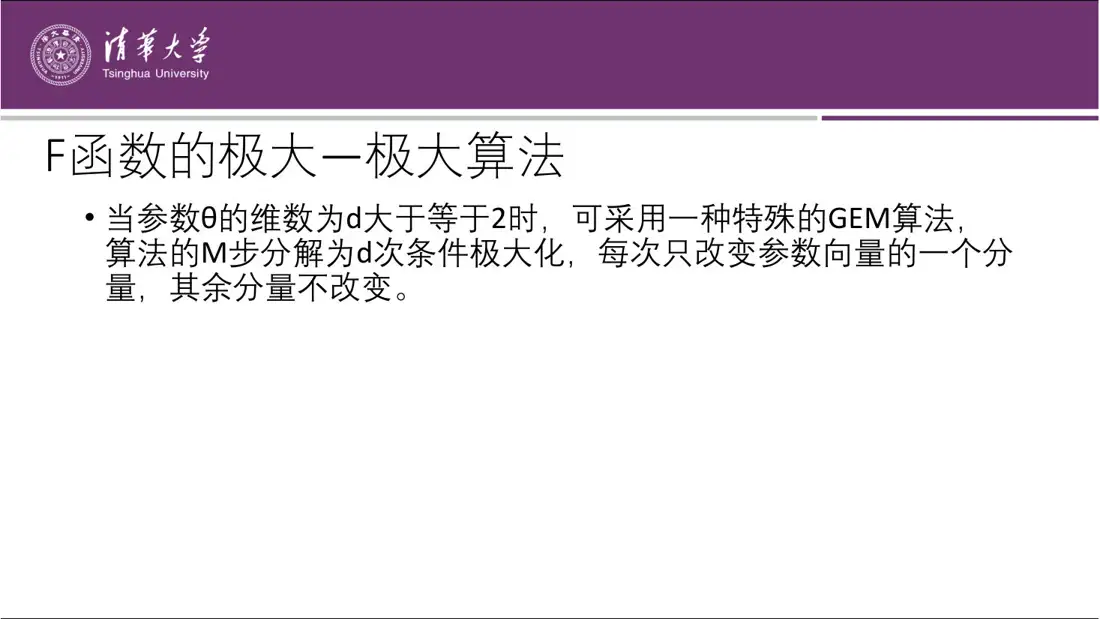 清华大学
Tsinghua University
F函数的极大—极大算法
• 当参数θ的维数为d大于等于2时，可采用一种特殊的GEM算法，
算法的M步分解为d次条件极大化，每次只改变参数向量的一个分
量，其余分量不改变。